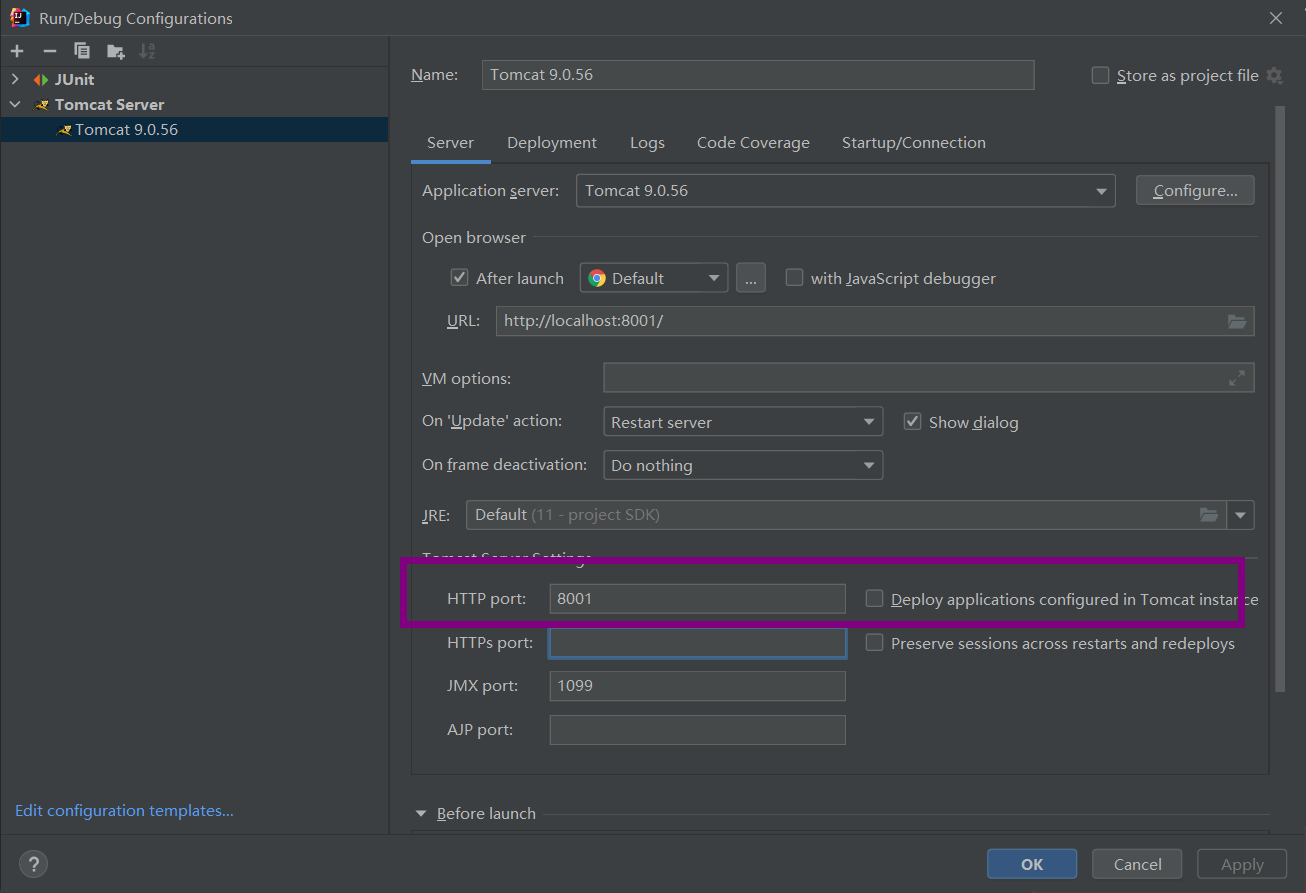 Run/Debug Configurations
JUnit
Tomcat Server
Tomcat 9.0.56
Edit configuration templates...
Name: Tomcat 9.0.56 Store as project file
Server Deployment Logs Code Coverage Startup/Connection
Application server: Tomcat 9.0.56 Configure...
Open browser
After launch Default ... with JavaScript debugger
URL: http://localhost:8001/
VM options:
On 'Update' action: Restart server Show dialog
On frame deactivation: Do nothing
JRE: Default (11 - project SDK)
Tomcat Server Settings
HTTP port: 8001 Deploy applications configured in Tomcat instance
HTTPs port: Preserve sessions across restarts and redeploys
JMX port: 1099
AJP port:
Before launch
? OK Cancel Apply